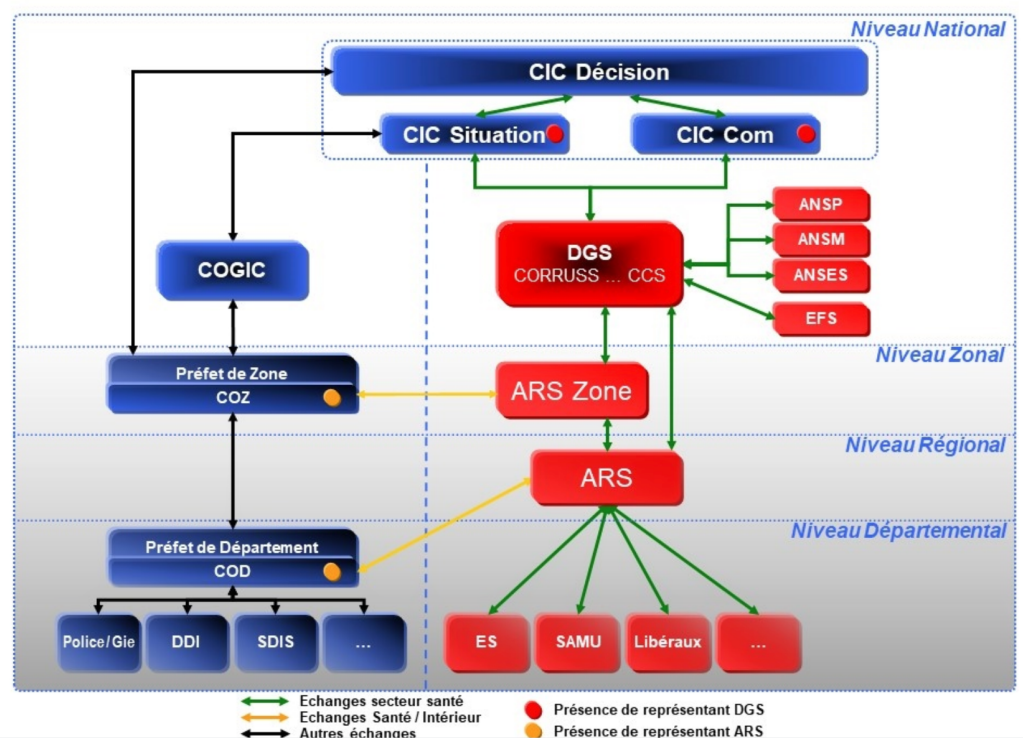 Niveau National
CIC Décision
CIC Situation
CIC Com
ANSP
DGS
CORRUSS ... CCS
ANSM
COGIC
ANSES
EFS
Niveau Zonal
Préfet de Zone
COZ
ARS Zone
Niveau Régional
ARS
Niveau Départemental
Préfet de Département
COD
Police/Gie
DDI
SDIS
...
ES
SAMU
Libéraux
...
Echanges secteur santé
Echanges Santé / Intérieur
Autres échanges
Présence de représentant DGS
Présence de représentant ARS